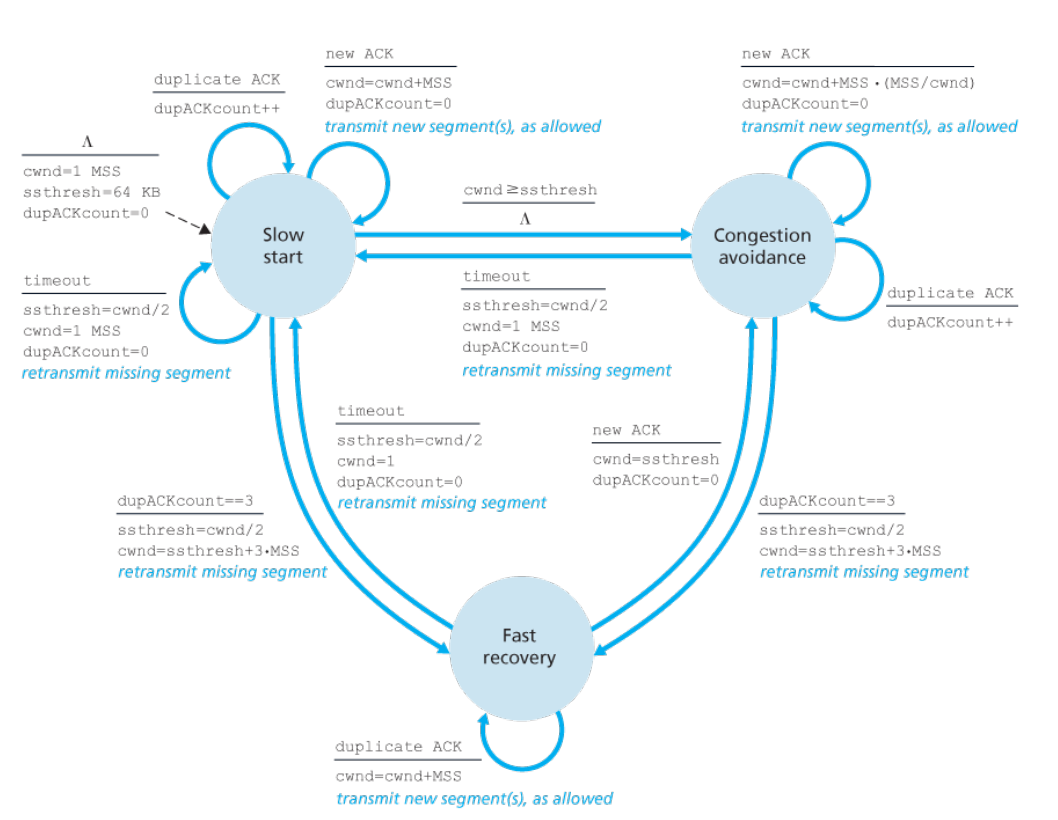 new ACK
cwnd=cwnd+MSS
dupACKcount=0
transmit new segment(s), as allowed
new ACK
cwnd=cwnd+MSS·(MSS/cwnd)
dupACKcount=0
transmit new segment(s), as allowed
duplicate ACK
dupACKcount++
Λ
cwnd=1 MSS
ssthresh=64 KB
dupACKcount=0
cwnd≥ssthresh
Λ
Slow
start
Congestion
avoidance
timeout
ssthresh=cwnd/2
cwnd=1 MSS
dupACKcount=0
retransmit missing segment
timeout
ssthresh=cwnd/2
cwnd=1 MSS
dupACKcount=0
retransmit missing segment
duplicate ACK
dupACKcount++
timeout
ssthresh=cwnd/2
cwnd=1
dupACKcount=0
retransmit missing segment
new ACK
cwnd=ssthresh
dupACKcount=0
dupACKcount==3
ssthresh=cwnd/2
cwnd=ssthresh+3·MSS
retransmit missing segment
dupACKcount==3
ssthresh=cwnd/2
cwnd=ssthresh+3·MSS
retransmit missing segment
Fast
recovery
duplicate ACK
cwnd=cwnd+MSS
transmit new segment(s), as allowed